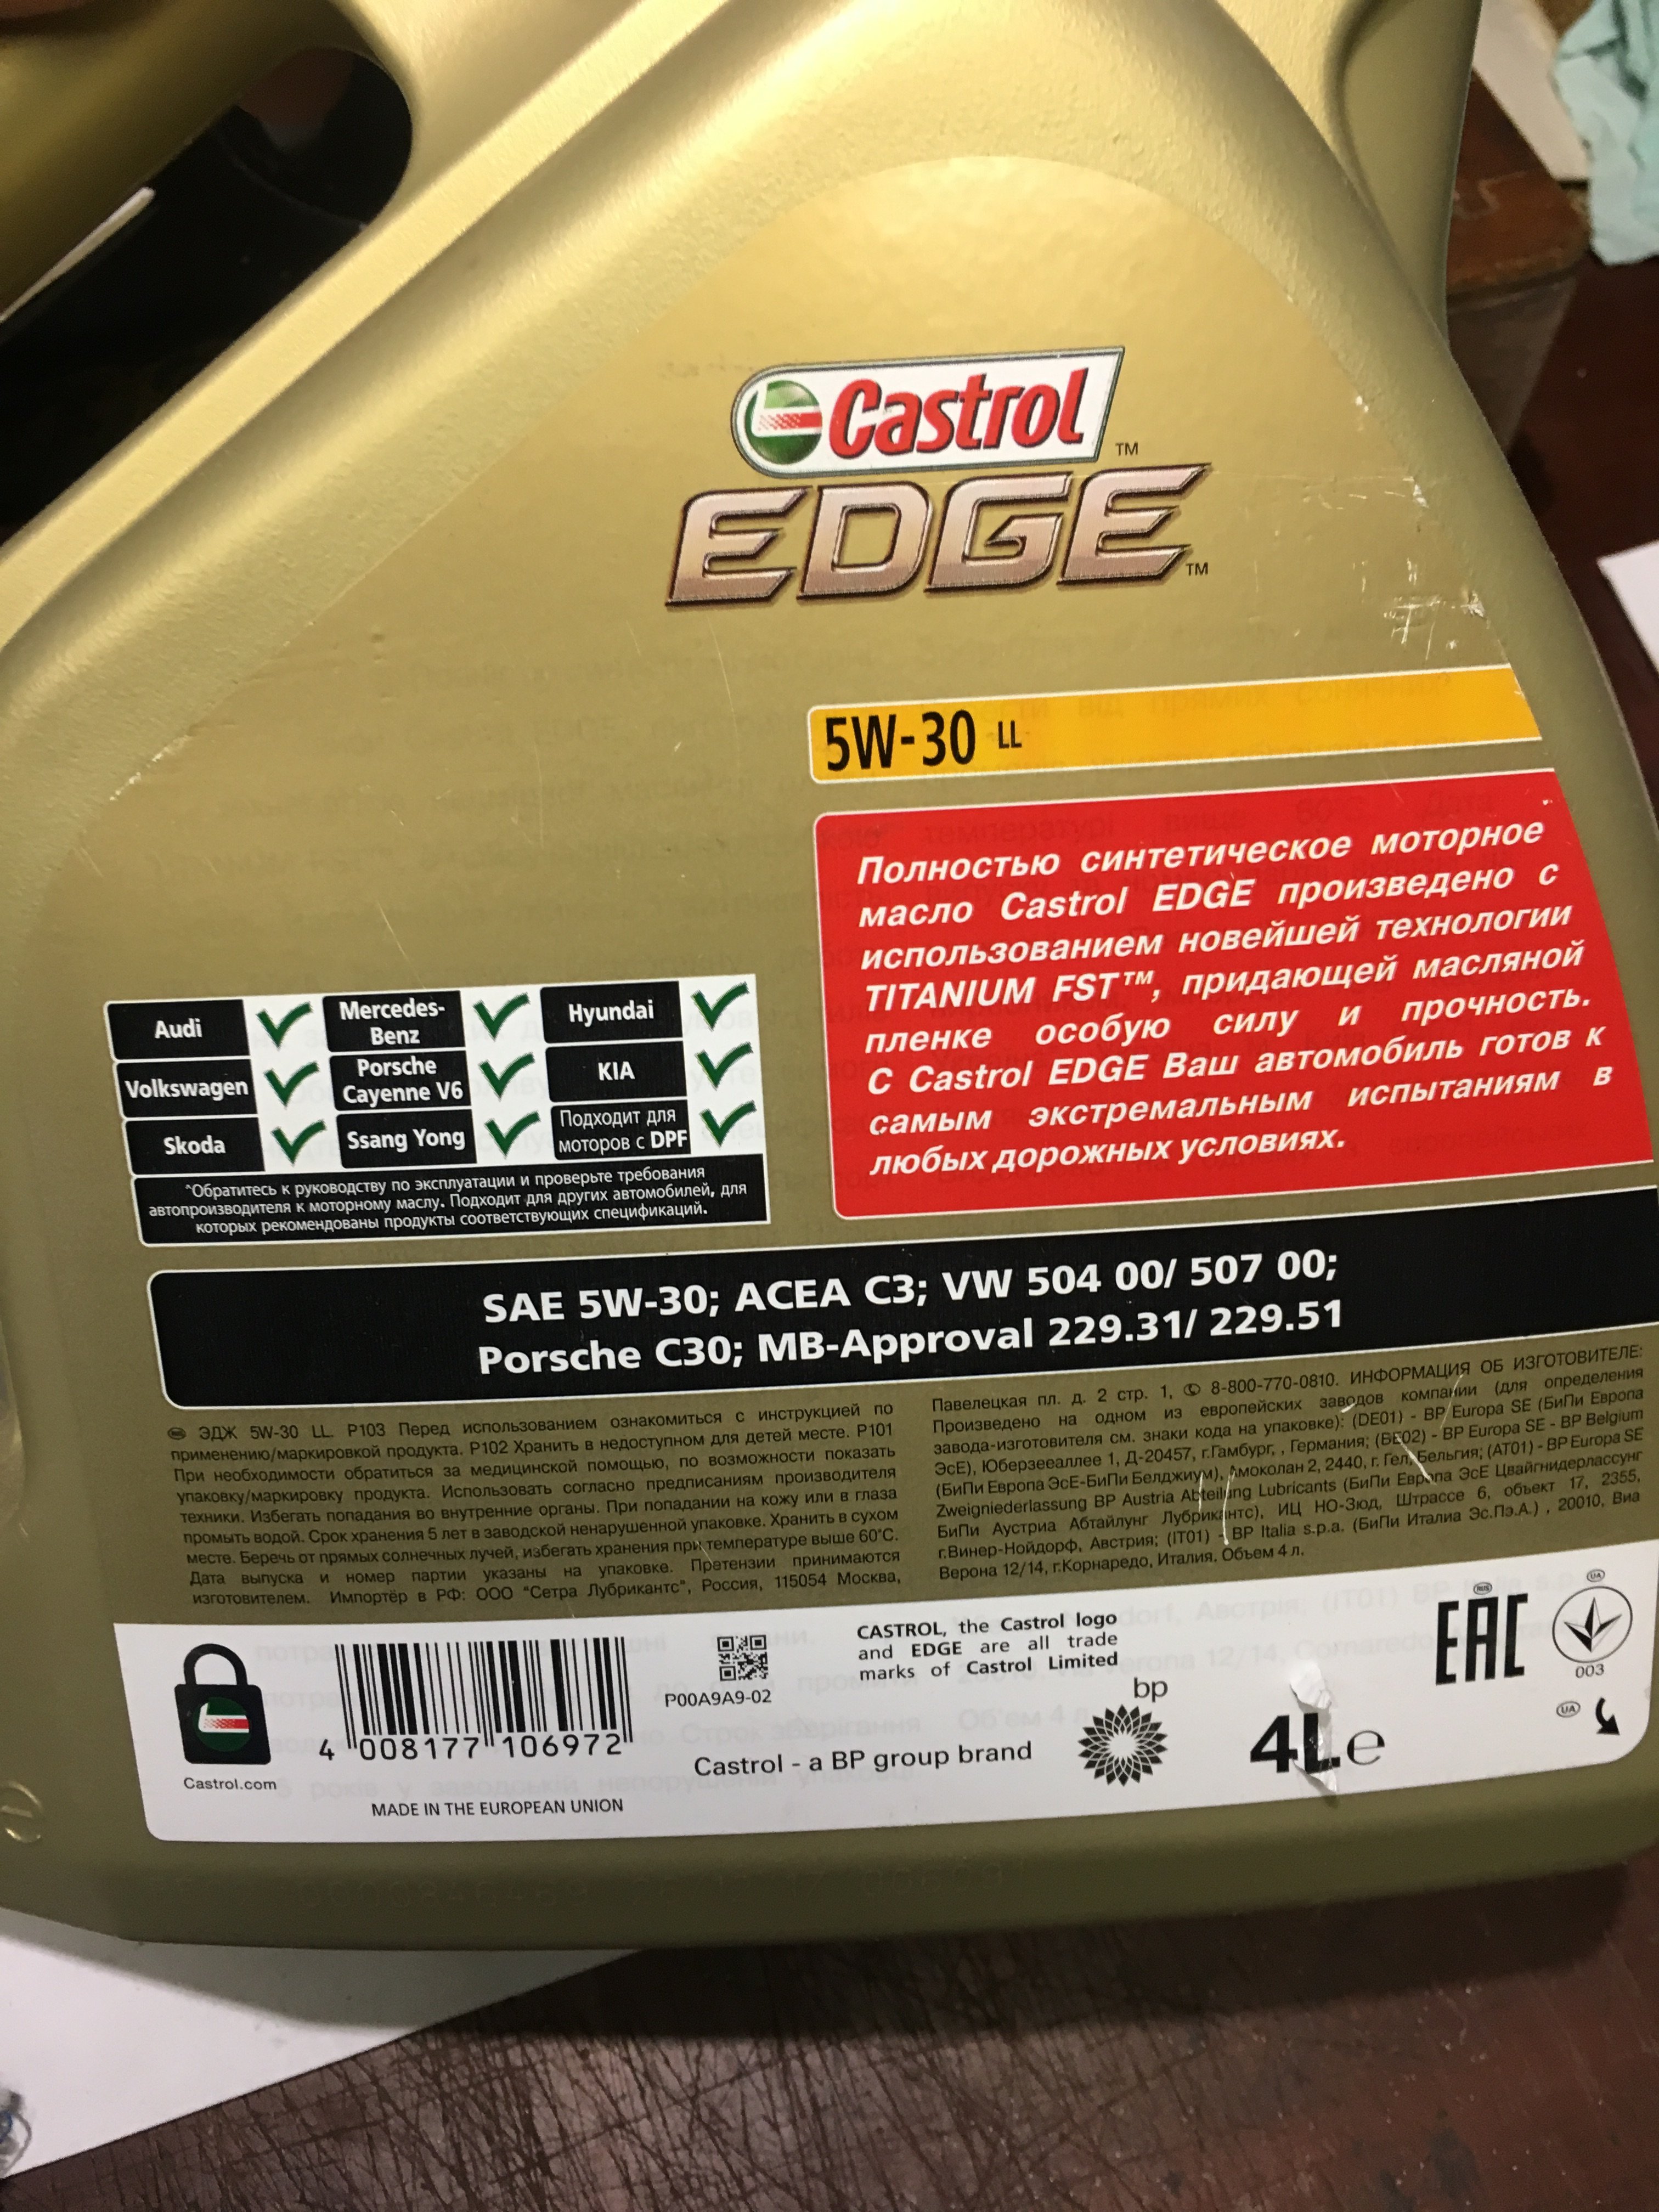 Castrol
TM
EDGE
TM
5W-30 LL
Полностью синтетическое моторное
масло Castrol EDGE произведено с
использованием новейшей технологии
TITANIUM FST™, придающей масляной
пленке особую силу и прочность.
С Castrol EDGE Ваш автомобиль готов к
самым экстремальным испытаниям в
любых дорожных условиях.
Audi Mercedes-Benz Hyundai
Volkswagen Porsche Cayenne V6 KIA
Skoda Ssang Yong Подходит для моторов с DPF
*Обратитесь к руководству по эксплуатации и проверьте требования
автопроизводителя к моторному маслу. Подходит для других автомобилей, для
которых рекомендованы продукты соответствующих спецификаций.
SAE 5W-30; ACEA C3; VW 504 00/ 507 00;
Porsche C30; MB-Approval 229.31/ 229.51
RUS ЭДЖ 5W-30 LL. P103 Перед использованием ознакомиться с инструкцией по
применению/маркировкой продукта. P102 Хранить в недоступном для детей месте. P101
При необходимости обратиться за медицинской помощью, по возможности показать
упаковку/маркировку продукта. Использовать согласно предписаниям производителя
техники. Избегать попадания во внутренние органы. При попадании на кожу или в глаза
промыть водой. Срок хранения 5 лет в заводской ненарушенной упаковке. Хранить в сухом
месте. Беречь от прямых солнечных лучей, избегать хранения при температуре выше 60°С.
Дата выпуска и номер партии указаны на упаковке. Претензии принимаются
изготовителем. Импортёр в РФ: ООО "Сетра Лубрикантс", Россия, 115054 Москва,
Павелецкая пл. д. 2 стр. 1, 8-800-770-0810. ИНФОРМАЦИЯ ОБ ИЗГОТОВИТЕЛЕ:
Произведено на одном из европейских заводов компании (для определения
завода-изготовителя см. знаки кода на упаковке): (DE01) - BP Europa SE (БиПи Европа
ЭсЕ), Юберзееаллее 1, Д-20457, г.Гамбург, , Германия; (BE02) - BP Europa SE - BP Belgium
(БиПи Европа ЭсЕ-БиПи Белджиум), Амоколан 2, 2440, г. Гел, Бельгия; (AT01) - BP Europa SE
Zweigniederlassung BP Austria Abteilung Lubricants (БиПи Европа ЭсЕ Цвайгнидерлассунг
БиПи Аустриа Абтайлунг Лубрикантс), ИЦ НО-Зюд, Штрассе 6, объект 17, 2355,
г.Винер-Нойдорф, Австрия; (IT01) - BP Italia s.p.a. (БиПи Италиа Эс.Пэ.А.) , 20010, Виа
Верона 12/14, г.Корнаредо, Италия. Объем 4 л.
Castrol.com
4 008177 106972
MADE IN THE EUROPEAN UNION
P00A9A9-02
CASTROL, the Castrol logo
and EDGE are all trade
marks of Castrol Limited
Castrol - a BP group brand
bp
4L e
RUS
EAC
UA
003
UA